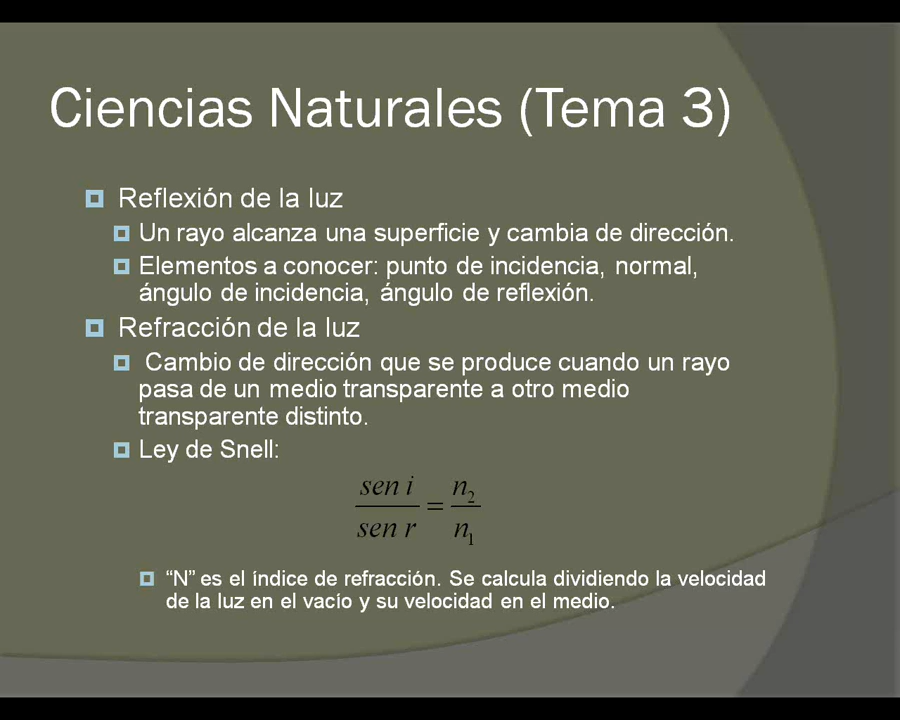 Ciencias Naturales (Tema 3)
Reflexión de la luz
Un rayo alcanza una superficie y cambia de dirección.
Elementos a conocer: punto de incidencia, normal,
ángulo de incidencia, ángulo de reflexión.
Refracción de la luz
Cambio de dirección que se produce cuando un rayo
pasa de un medio transparente a otro medio
transparente distinto.
Ley de Snell:
sen i / sen r = n₂ / n₁
“N” es el índice de refracción. Se calcula dividiendo la velocidad
de la luz en el vacío y su velocidad en el medio.